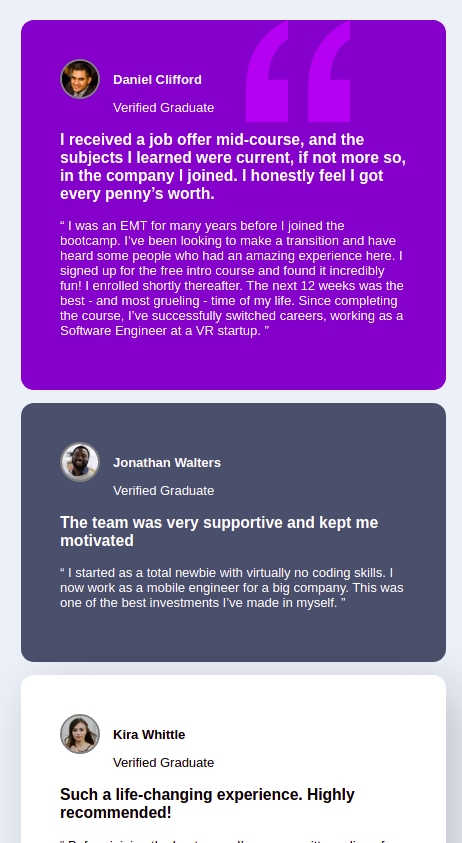 Daniel Clifford
Verified Graduate
I received a job offer mid-course, and the
subjects I learned were current, if not more so,
in the company I joined. I honestly feel I got
every penny’s worth.
“ I was an EMT for many years before I joined the
bootcamp. I’ve been looking to make a transition and have
heard some people who had an amazing experience here. I
signed up for the free intro course and found it incredibly
fun! I enrolled shortly thereafter. The next 12 weeks was the
best - and most grueling - time of my life. Since completing
the course, I’ve successfully switched careers, working as a
Software Engineer at a VR startup. ”
Jonathan Walters
Verified Graduate
The team was very supportive and kept me
motivated
“ I started as a total newbie with virtually no coding skills. I
now work as a mobile engineer for a big company. This was
one of the best investments I’ve made in myself. ”
Kira Whittle
Verified Graduate
Such a life-changing experience. Highly
recommended!